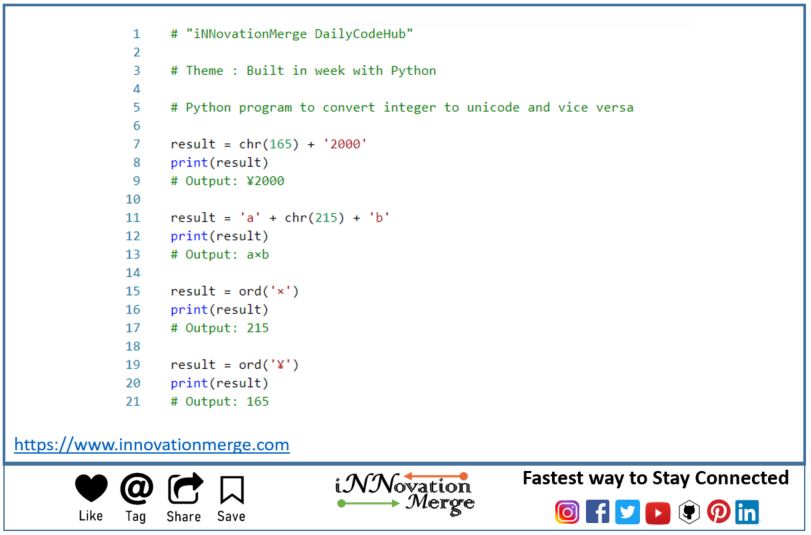 1 # "iNNovationMerge DailyCodeHub"
2
3 # Theme : Built in week with Python
4
5 # Python program to convert integer to unicode and vice versa
6
7 result = chr(165) + '2000'
8 print(result)
9 # Output: ¥2000
10
11 result = 'a' + chr(215) + 'b'
12 print(result)
13 # Output: a×b
14
15 result = ord('×')
16 print(result)
17 # Output: 215
18
19 result = ord('¥')
20 print(result)
21 # Output: 165
https://www.innovationmerge.com
Like Tag Share Save
iNNovation
Merge
Fastest way to Stay Connected